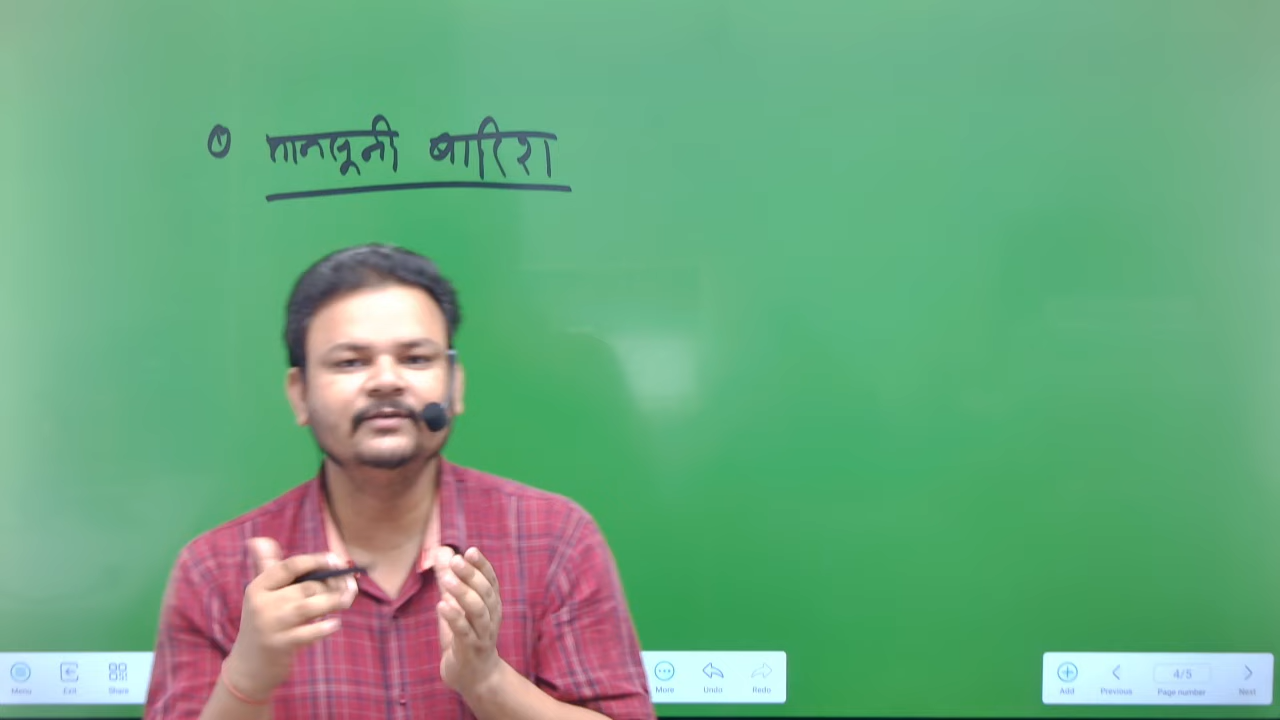 मानसूनी बारिश
Menu Exit Share More Undo Redo Add Previous 4/5 Page number Next